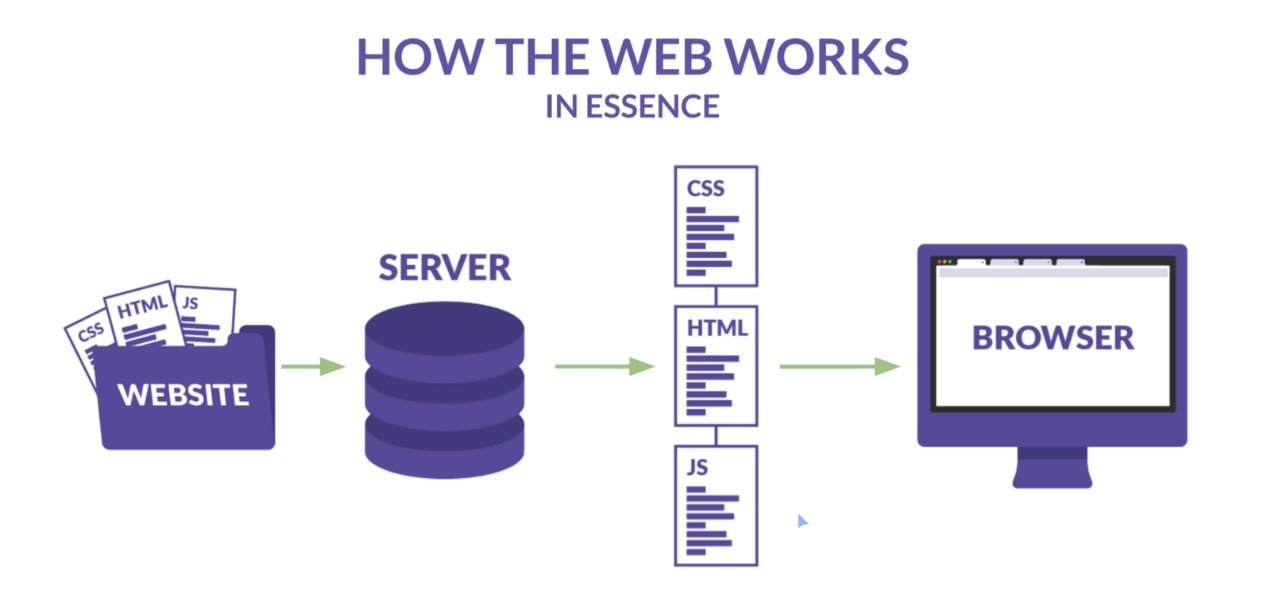 HOW THE WEB WORKS
IN ESSENCE
CSS
HTML
JS
WEBSITE
SERVER
CSS
HTML
JS
BROWSER